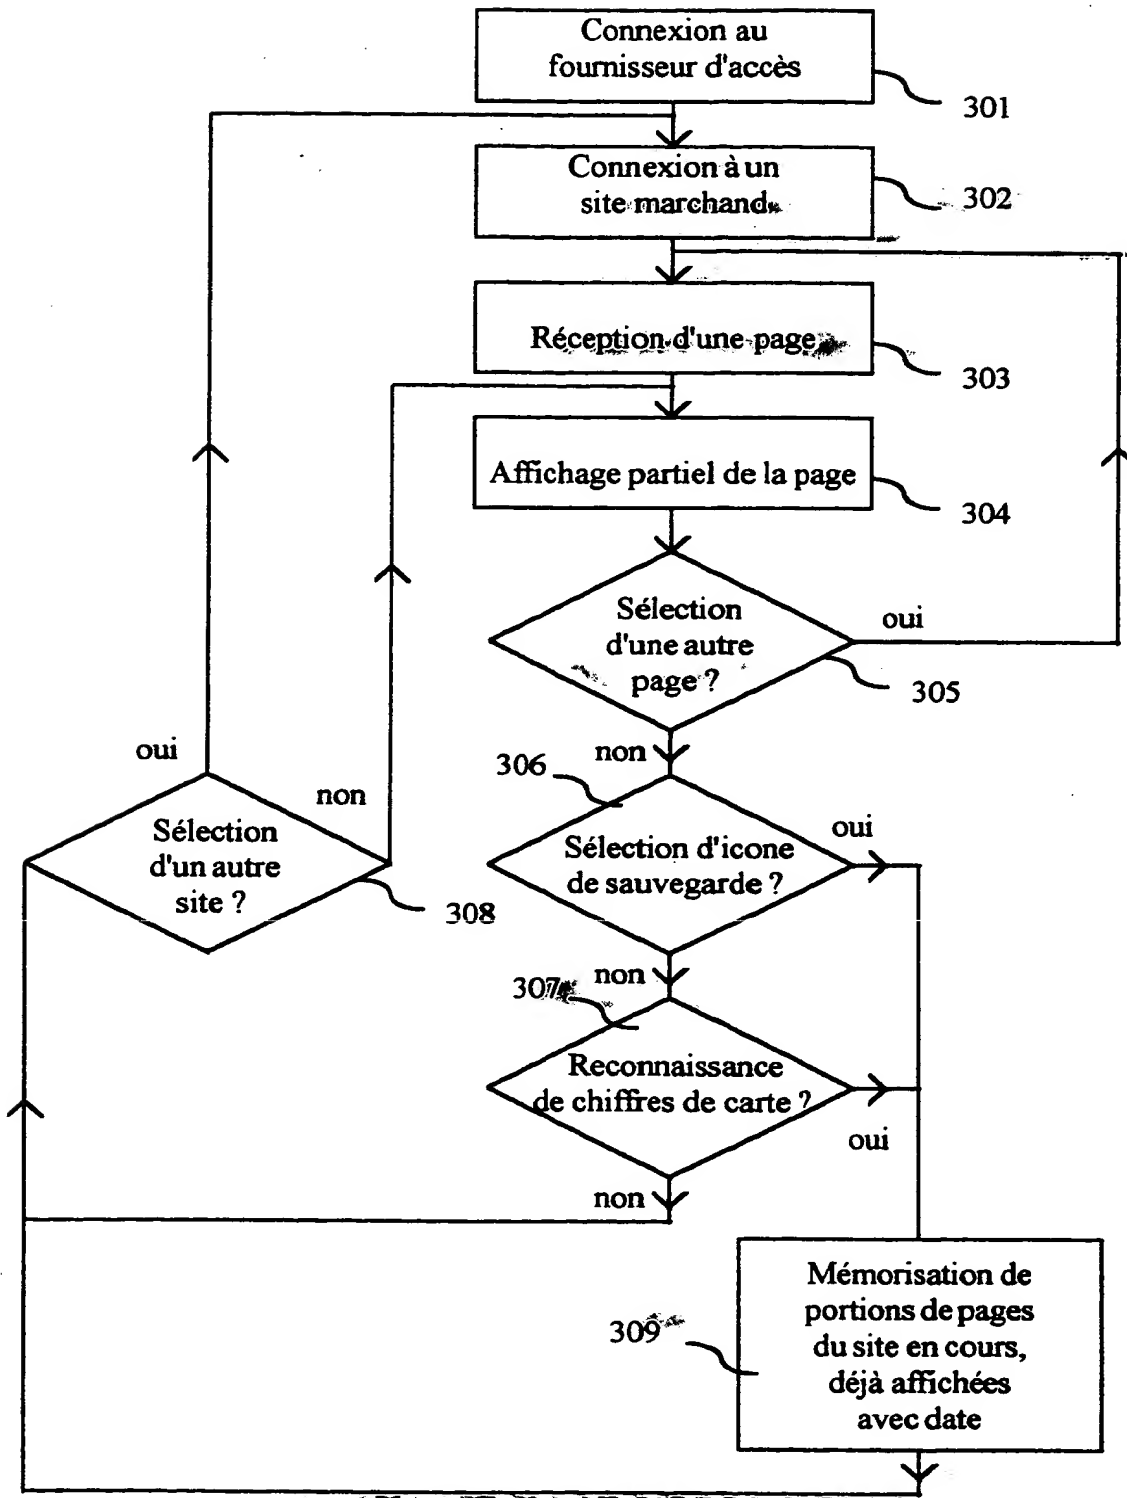 Connexion au
fournisseur d'accès
301
Connexion à un
site marchand
302
Réception d'une page
303
Affichage partiel de la page
304
Sélection
d'une autre
page ?
oui
305
non
306
Sélection d'icone
de sauvegarde ?
oui
oui
non
Sélection
d'un autre
site ?
308
non
307
Reconnaissance
de chiffres de carte ?
oui
non
309
Mémorisation de
portions de pages
du site en cours,
déjà affichées
avec date